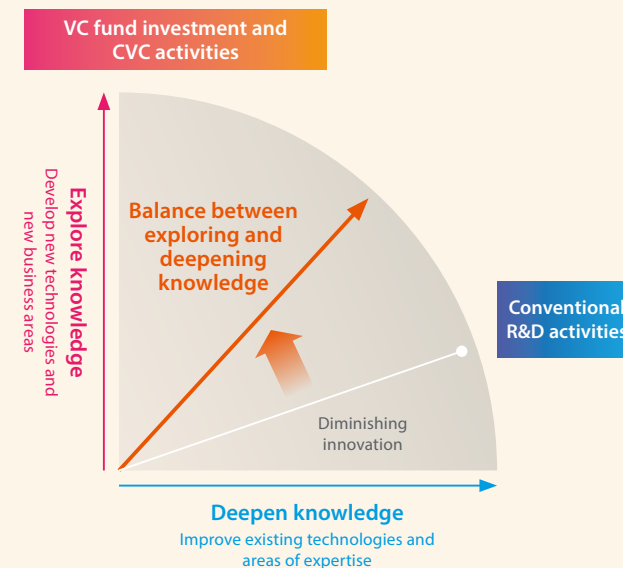 VC fund investment and
CVC activities
Explore knowledge
Develop new technologies and
new business areas
Balance between
exploring and
deepening
knowledge
Conventional
R&D activities
Diminishing
innovation
Deepen knowledge
Improve existing technologies and
areas of expertise